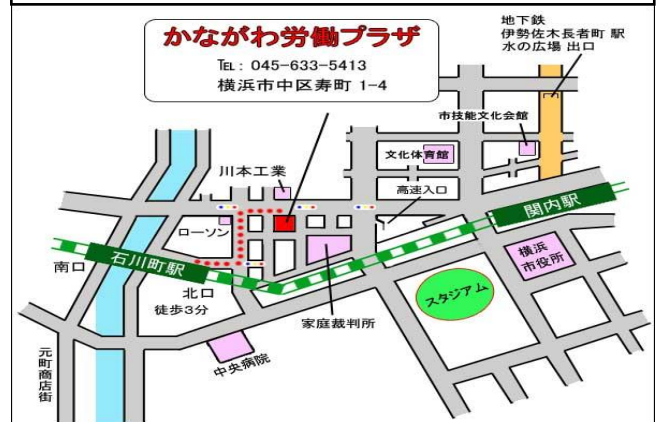 かながわ労働プラザ
TEL: 045-633-5413
横浜市中区寿町 1-4
地下鉄
伊勢佐木長者町 駅
水の広場 出口
市技能文化会館
文化体育館
川本工業
高速入口
関内駅
ローソン
石川町駅
南口
北口
徒歩3分
横浜
市役所
スタジアム
家庭裁判所
中央病院
元町商店街